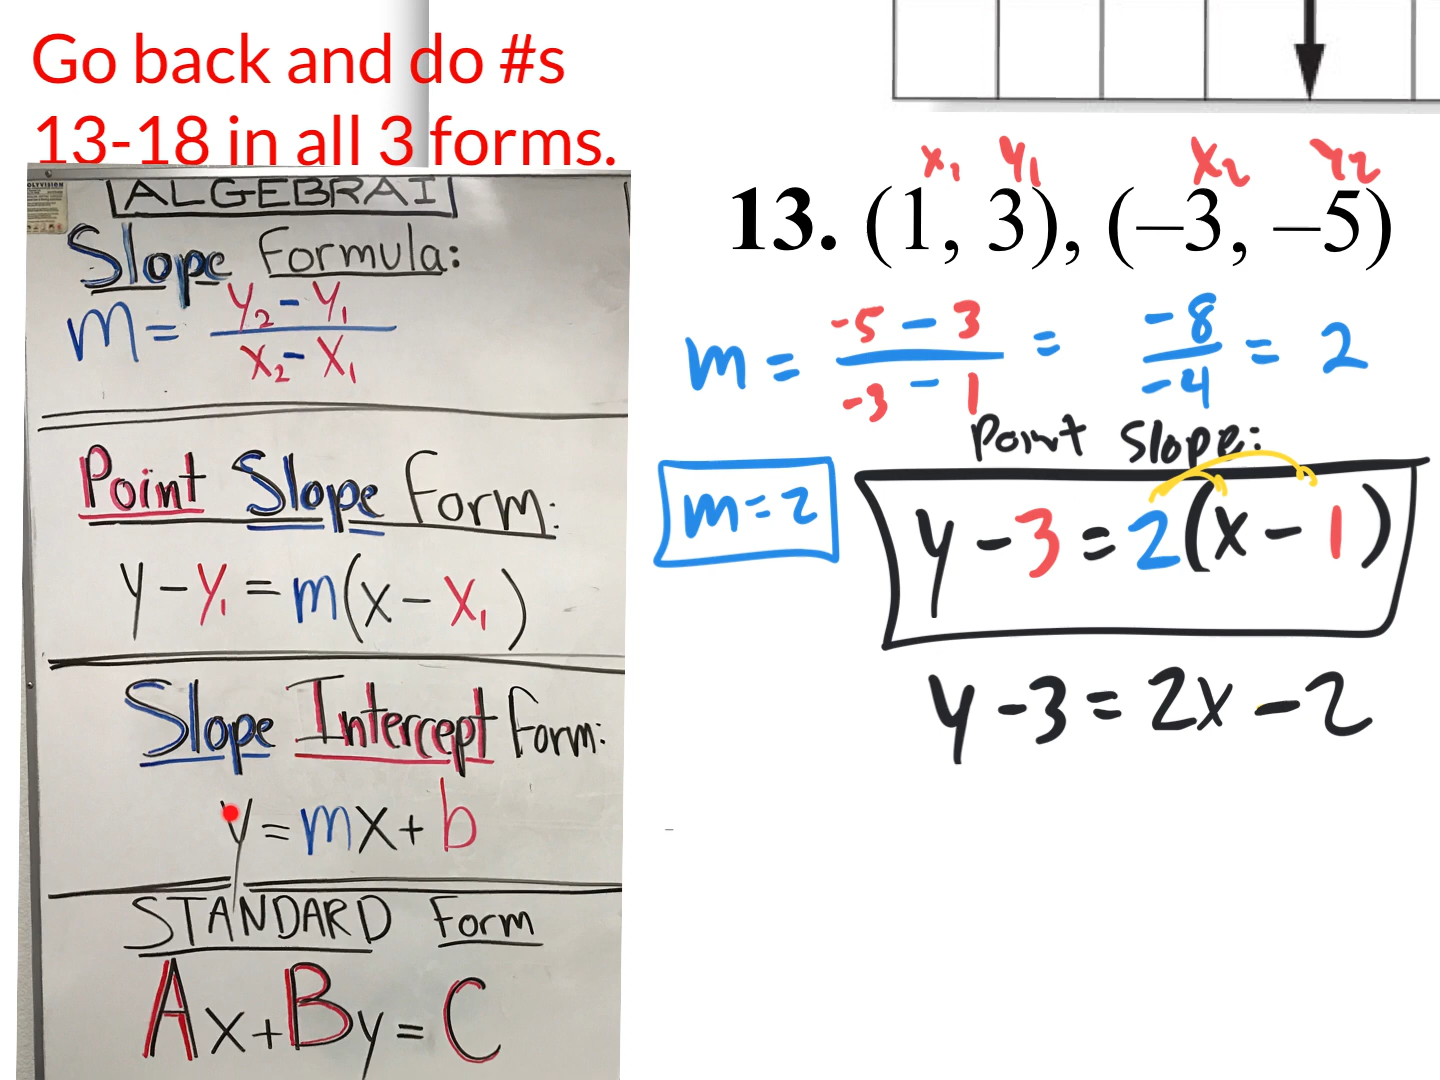 Go back and do #s
13-18 in all 3 forms.
ALGEBRA I
Slope Formula:
m = y₂ - y₁ / x₂ - x₁
Point Slope Form:
y - y₁ = m(x - x₁)
Slope Intercept Form:
y = mx + b
STANDARD Form
Ax + By = C
x₁ y₁ x₂ y₂
13. (1, 3), (–3, –5)
m = -5 - 3 / -3 - 1 = -8 / -4 = 2
Point Slope:
m = 2
y - 3 = 2(x - 1)
y - 3 = 2x - 2